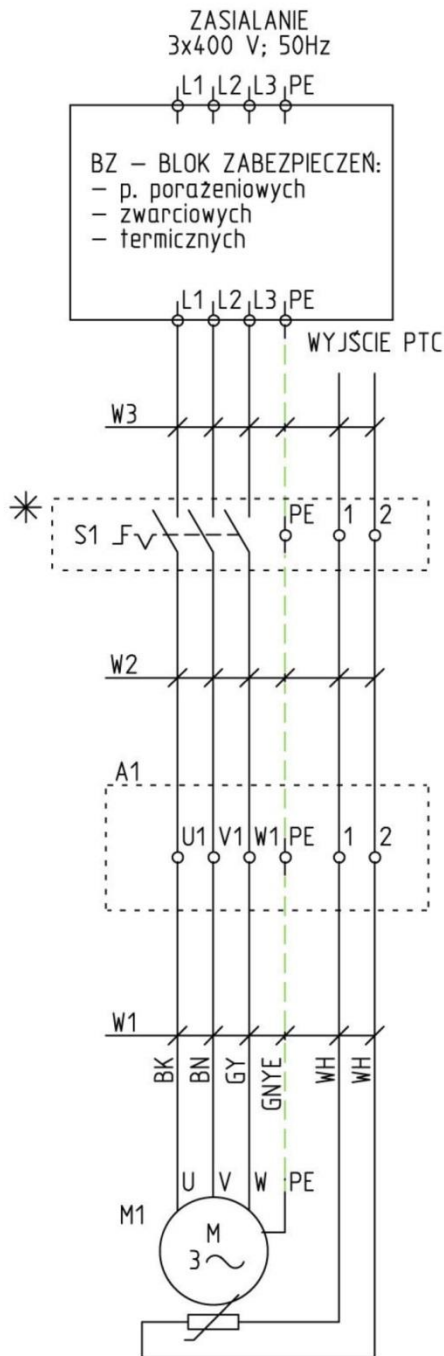 ZASIALANIE
3x400 V; 50Hz
L1 L2 L3 PE
BZ – BLOK ZABEZPIECZEŃ:
– p. porażeniowych
– zwarciowych
– termicznych
L1 L2 L3 PE
WYJŚCIE PTC
W3
PE 1 2
S1
W2
A1
U1 V1 W1 PE 1 2
W1
BK BN GY GNYE WH WH
U V W PE
M1
M
3